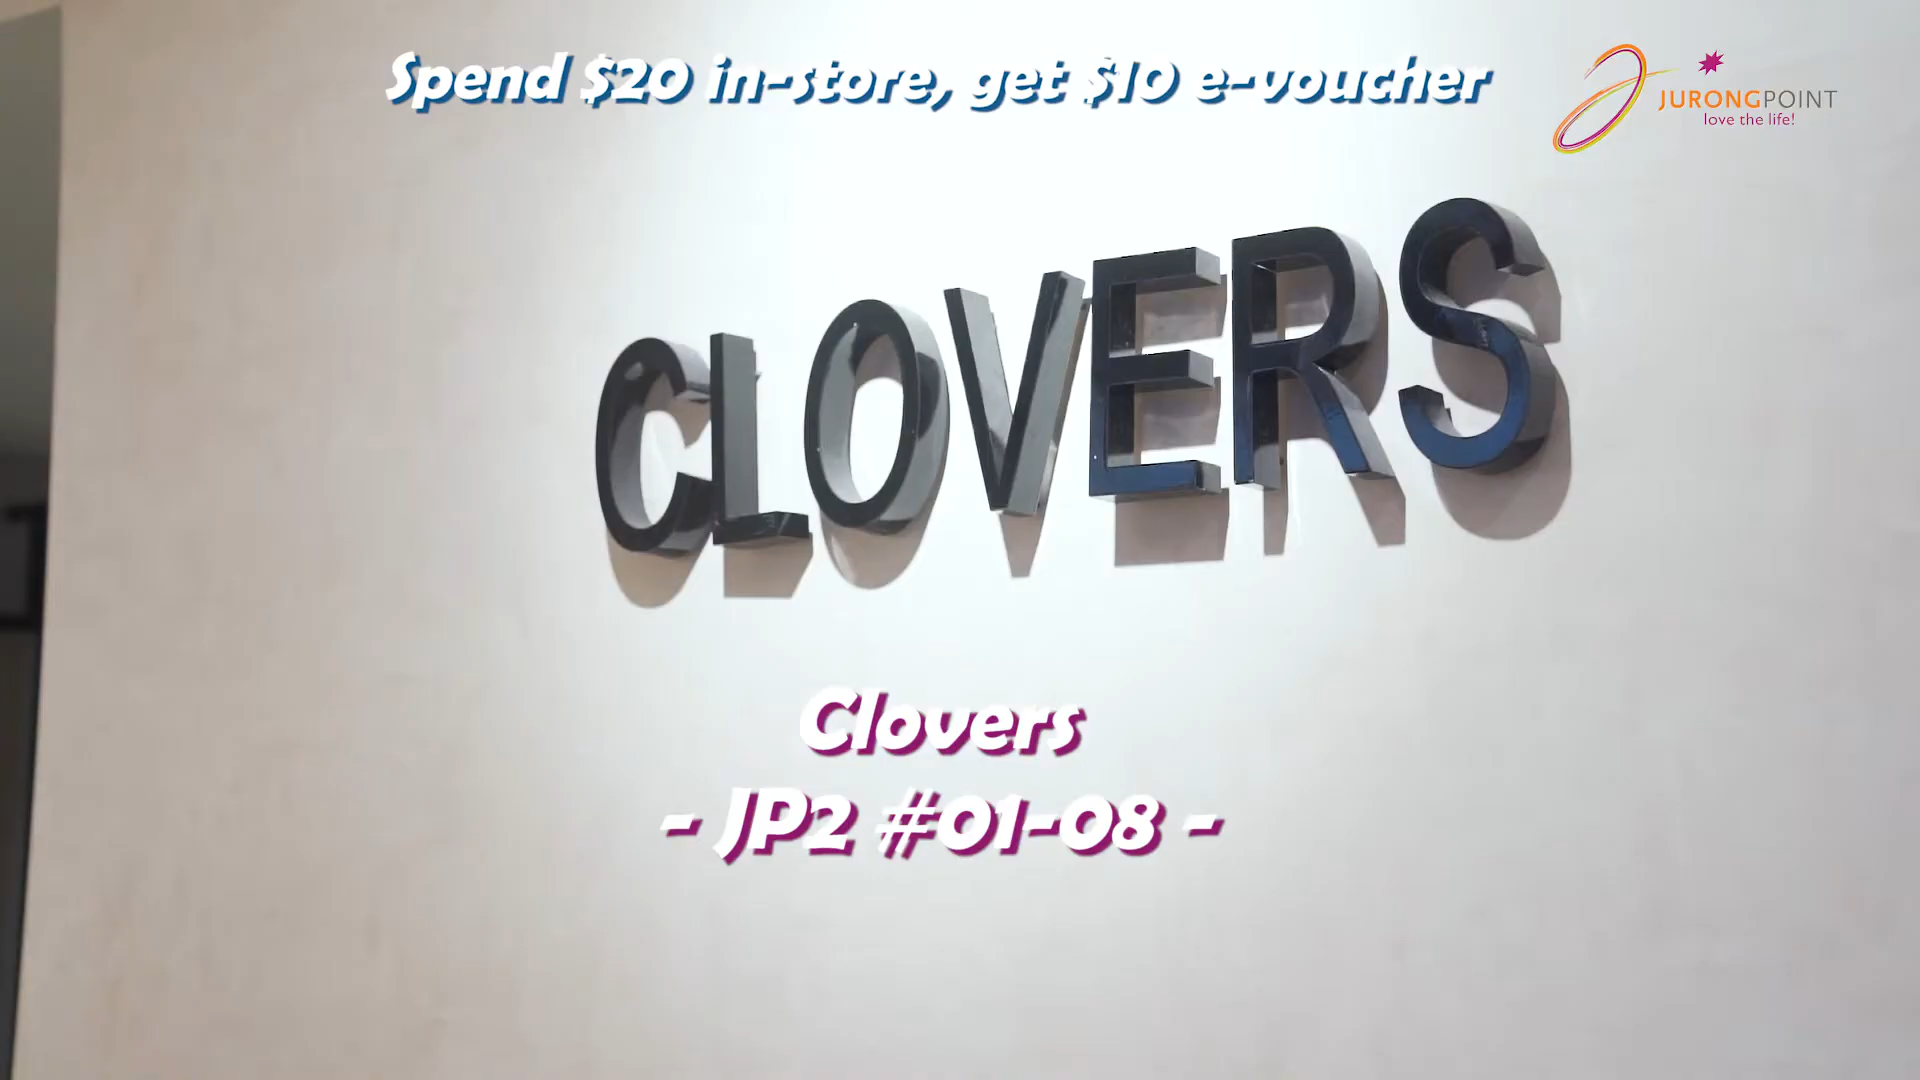 Spend $20 in-store, get $10 e-voucher
JURONGPOINT
love the life!
CLOVERS
Clovers
- JP2 #01-08 -